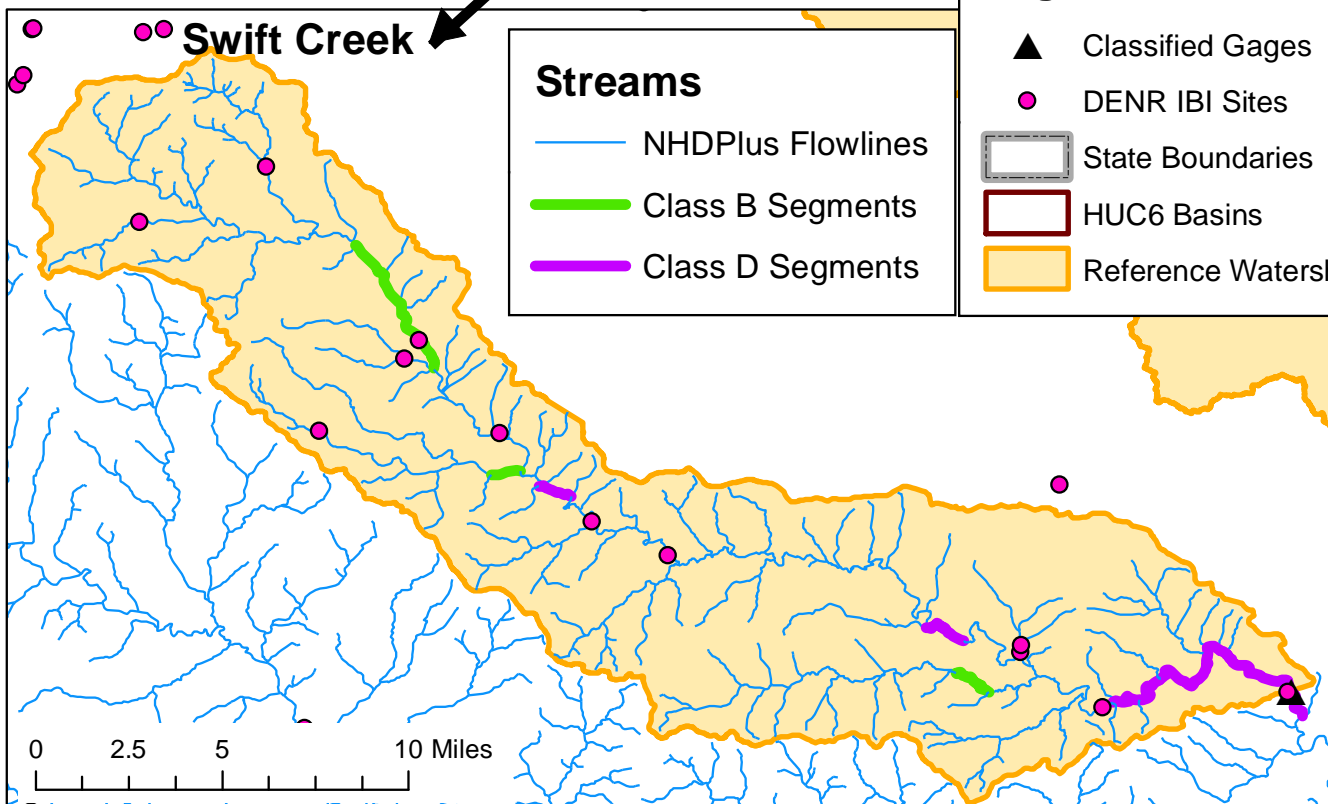 Swift Creek
Streams
NHDPlus Flowlines
Class B Segments
Class D Segments
Classified Gages
DENR IBI Sites
State Boundaries
HUC6 Basins
Reference
0 2.5 5 10 Miles